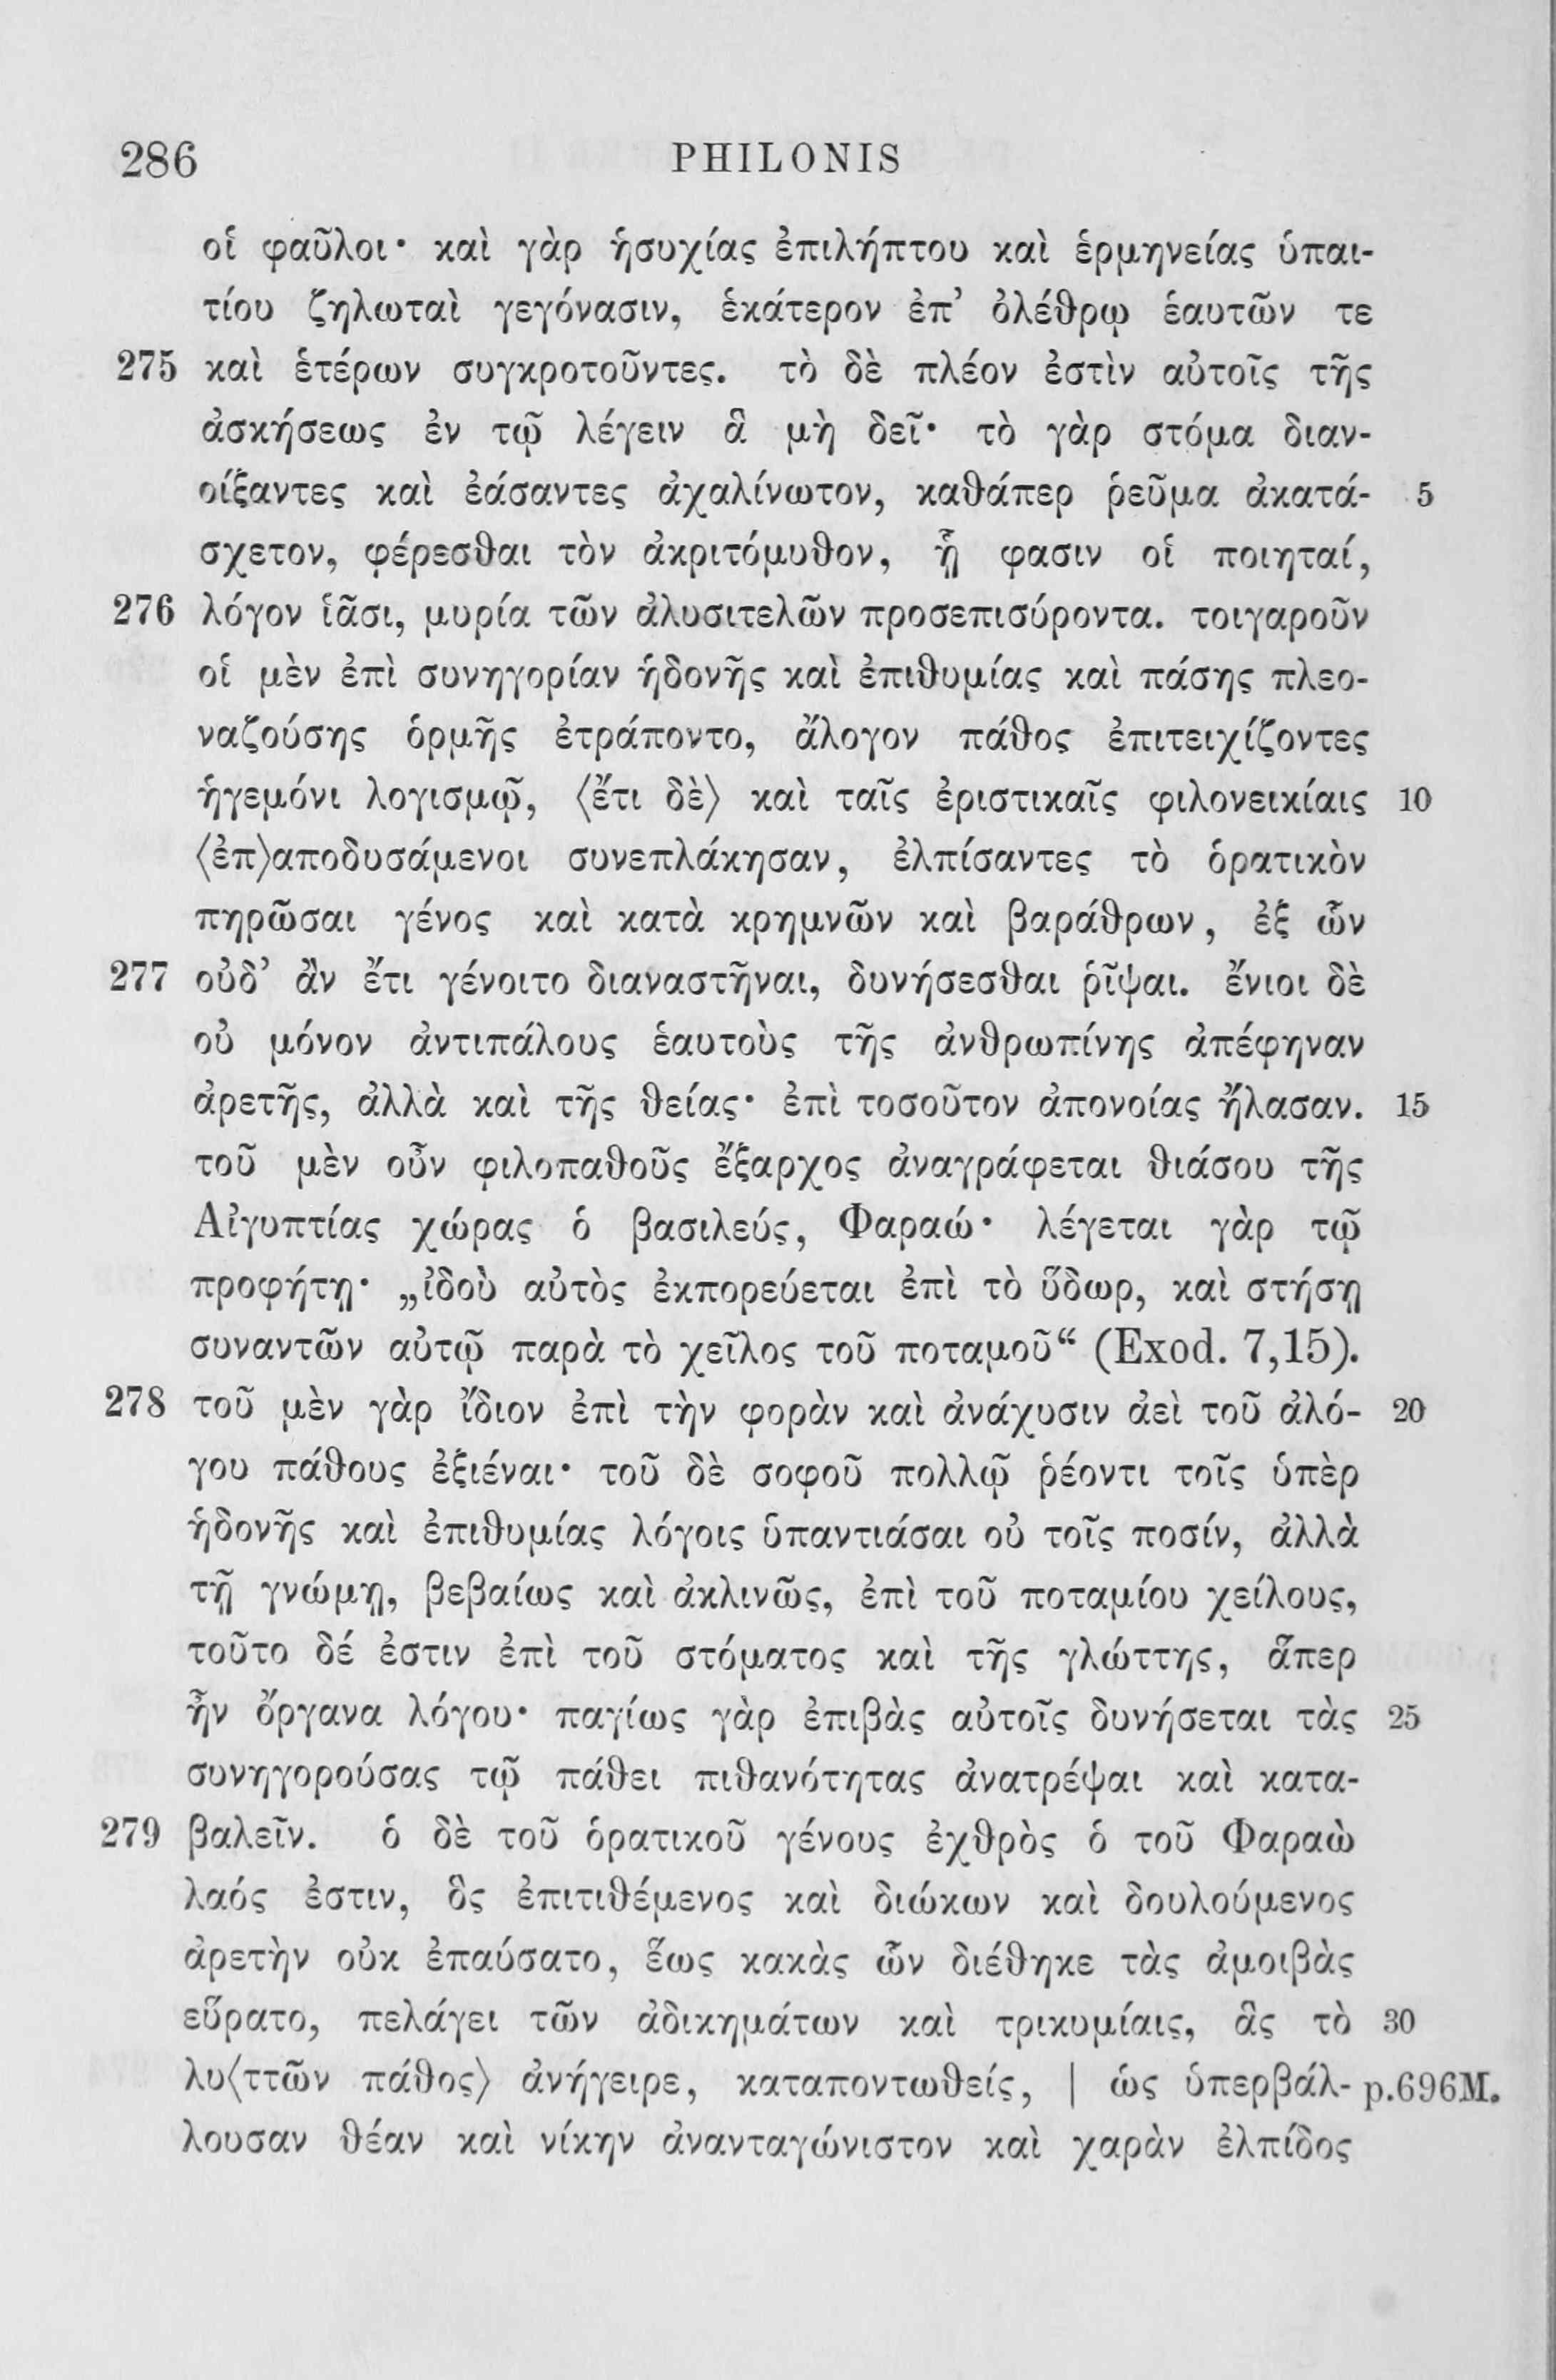 286 PHILONIS
οἱ φαῦλοι· καὶ γὰρ ἡσυχίας ἐπιλήπτου καὶ ἑρμηνείας ὑπαι-
τίου ζηλωταὶ γεγόνασιν, ἑκάτερον ἐπ’ ὀλέθρῳ ἑαυτῶν τε
275 καὶ ἑτέρων συγκροτοῦντες. τὸ δὲ πλέον ἐστὶν αὐτοῖς τῆς
ἀσκήσεως ἐν τῷ λέγειν ἃ μὴ δεῖ· τὸ γὰρ στόμα διαν-
οίξαντες καὶ ἐάσαντες ἀχαλίνωτον, καθάπερ ῥεῦμα ἀκατά- 5
σχετον, φέρεσθαι τὸν ἀκριτόμυθον, ᾗ φασιν οἱ ποιηταί,
276 λόγον ἱᾶσι, μυρία τῶν ἀλυσιτελῶν προσεπισύροντα. τοιγαροῦν
οἱ μὲν ἐπὶ συνηγορίαν ἡδονῆς καὶ ἐπιθυμίας καὶ πάσης πλεο-
ναζούσης ὁρμῆς ἐτράποντο, ἄλογον πάθος ἐπιτειχίζοντες
ἡγεμόνι λογισμῷ, ⟨ἔτι δὲ⟩ καὶ ταῖς ἐριστικαῖς φιλονεικίαις 10
⟨ἐπ⟩αποδυσάμενοι συνεπλάκησαν, ἐλπίσαντες τὸ ὁρατικὸν
πηρῶσαι γένος καὶ κατὰ κρημνῶν καὶ βαράθρων, ἐξ ὧν
277 οὐδ’ ἂν ἔτι γένοιτο διαναστῆναι, δυνήσεσθαι ῥῖψαι. ἔνιοι δὲ
οὐ μόνον ἀντιπάλους ἑαυτοὺς τῆς ἀνθρωπίνης ἀπέφηναν
ἀρετῆς, ἀλλὰ καὶ τῆς θείας· ἐπὶ τοσοῦτον ἀπονοίας ἤλασαν. 15
τοῦ μὲν οὖν φιλοπαθοῦς ἔξαρχος ἀναγράφεται θιάσου τῆς
Αἰγυπτίας χώρας ὁ βασιλεύς, Φαραώ· λέγεται γὰρ τῷ
προφήτῃ· „ἰδοὺ αὐτὸς ἐκπορεύεται ἐπὶ τὸ ὕδωρ, καὶ στήσῃ
συναντῶν αὐτῷ παρὰ τὸ χεῖλος τοῦ ποταμοῦ“ (Exod. 7,15).
278 τοῦ μὲν γὰρ ἴδιον ἐπὶ τὴν φορὰν καὶ ἀνάχυσιν ἀεὶ τοῦ ἀλό- 20
γου πάθους ἐξιέναι· τοῦ δὲ σοφοῦ πολλῷ ῥέοντι τοῖς ὑπὲρ
ἡδονῆς καὶ ἐπιθυμίας λόγοις ὑπαντιάσαι οὐ τοῖς ποσίν, ἀλλὰ
τῇ γνώμῃ, βεβαίως καὶ ἀκλινῶς, ἐπὶ τοῦ ποταμίου χείλους,
τοῦτο δέ ἐστιν ἐπὶ τοῦ στόματος καὶ τῆς γλώττης, ἅπερ
ἦν ὄργανα λόγου· παγίως γὰρ ἐπιβὰς αὐτοῖς δυνήσεται τὰς 25
συνηγορούσας τῷ πάθει πιθανότητας ἀνατρέψαι καὶ κατα-
279 βαλεῖν. ὁ δὲ τοῦ ὁρατικοῦ γένους ἐχθρὸς ὁ τοῦ Φαραὼ
λαός ἐστιν, ὃς ἐπιτιθέμενος καὶ διώκων καὶ δουλούμενος
ἀρετὴν οὐκ ἐπαύσατο, ἕως κακὰς ὧν διέθηκε τὰς ἀμοιβὰς
εὕρατο, πελάγει τῶν ἀδικημάτων καὶ τρικυμίαις, ἃς τὸ 30
λυ⟨ττῶν πάθος⟩ ἀνήγειρε, καταποντωθείς, | ὡς ὑπερβάλ- p.696M.
λουσαν θέαν καὶ νίκην ἀνανταγώνιστον καὶ χαρὰν ἐλπίδος